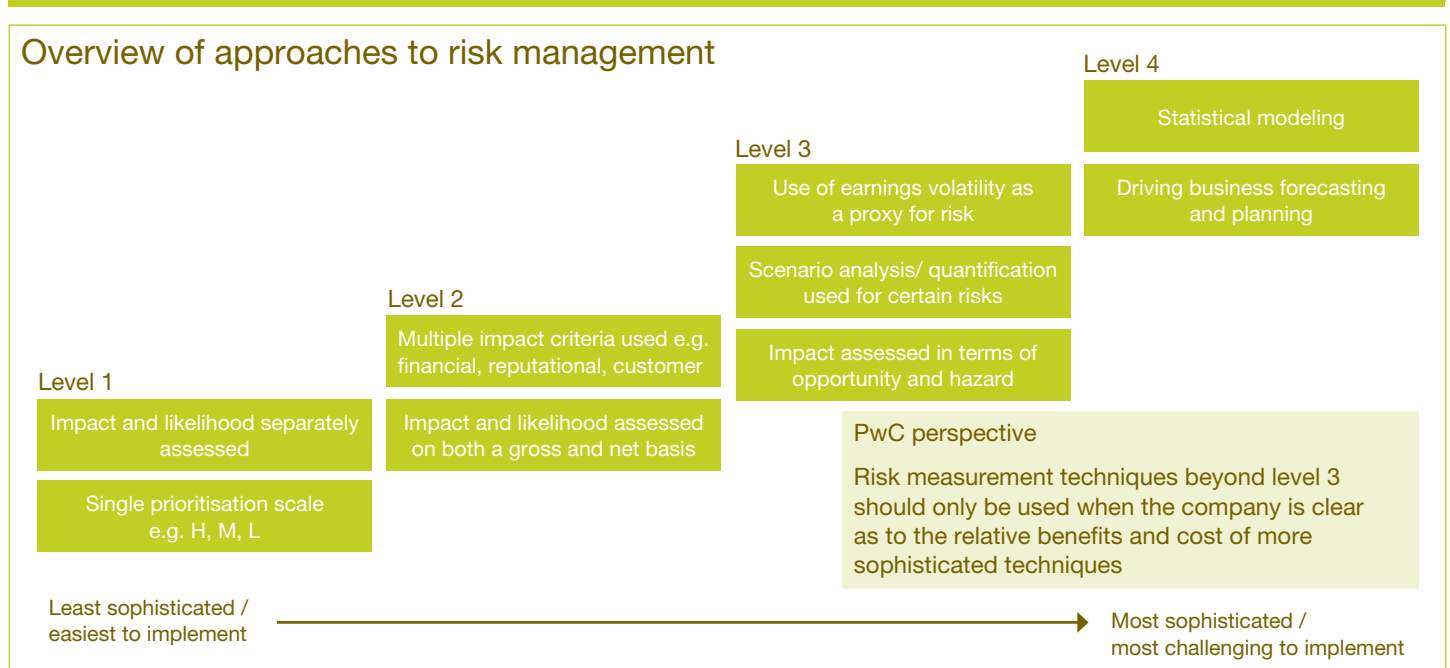 Overview of approaches to risk management
Level 1
Impact and likelihood separately
assessed
Single prioritisation scale
e.g. H, M, L
Level 2
Multiple impact criteria used e.g.
financial, reputational, customer
Impact and likelihood assessed
on both a gross and net basis
Level 3
Use of earnings volatility as
a proxy for risk
Scenario analysis/ quantification
used for certain risks
Impact assessed in terms of
opportunity and hazard
Level 4
Statistical modeling
Driving business forecasting
and planning
PwC perspective
Risk measurement techniques beyond level 3
should only be used when the company is clear
as to the relative benefits and cost of more
sophisticated techniques
Least sophisticated /
easiest to implement
Most sophisticated /
most challenging to implement